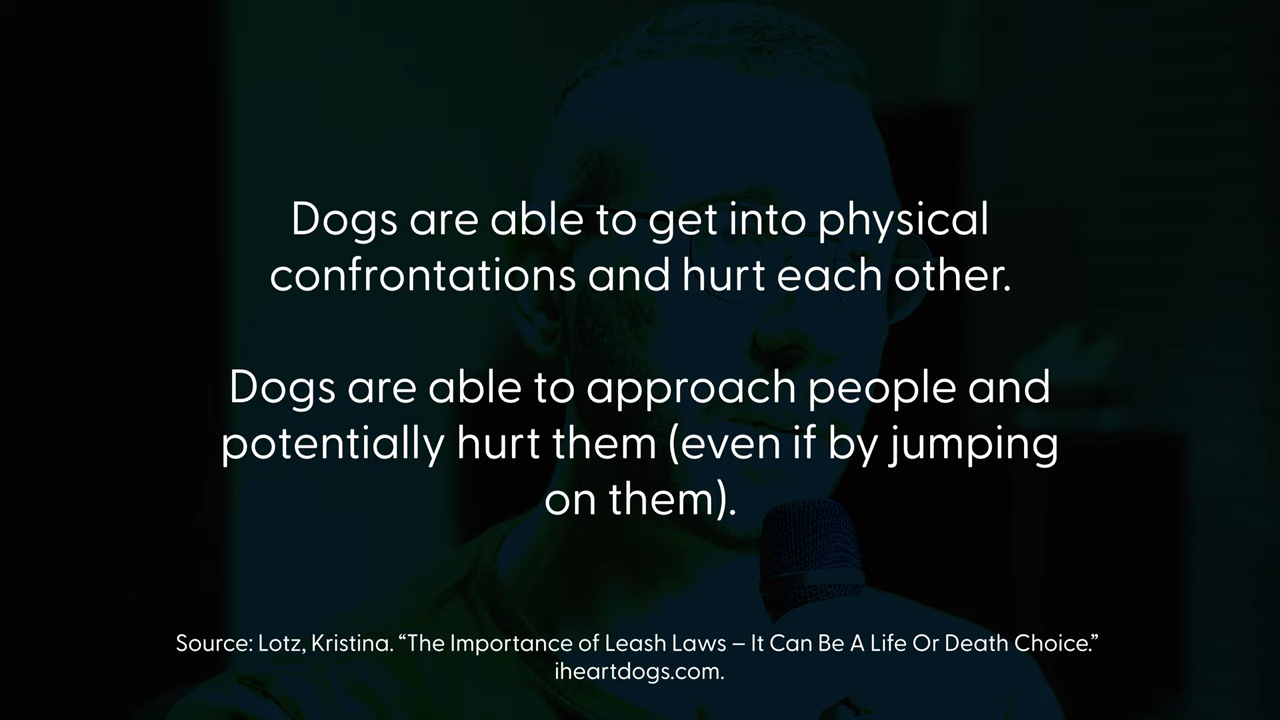 Dogs are able to get into physical
confrontations and hurt each other.
Dogs are able to approach people and
potentially hurt them (even if by jumping
on them).
Source: Lotz, Kristina. “The Importance of Leash Laws – It Can Be A Life Or Death Choice.”
iheartdogs.com.